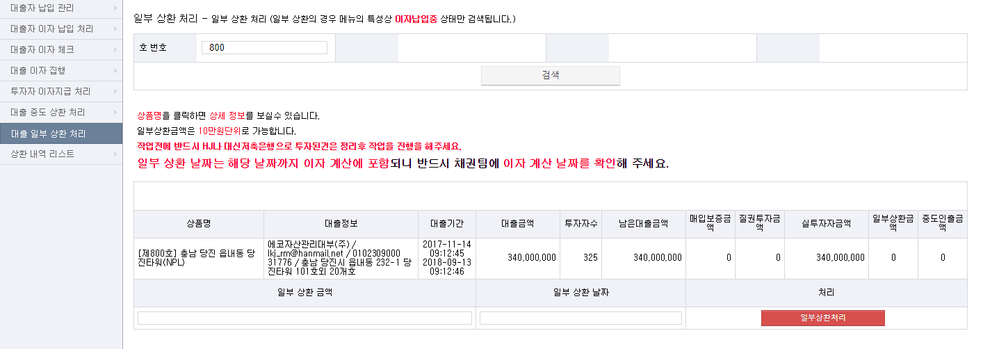 대출자 납입 관리
대출자 이자 납입 처리
대출자 이자 체크
대출 이자 집행
투자자 이자지급 처리
대출 중도 상환 처리
대출 일부 상환 처리
상환 내역 리스트
일부 상환 처리 - 일부 상환 처리 (일부 상환의 경우 메뉴의 특성상 이자납입중 상태만 검색됩니다.)
호 번호 800
검색
상품명을 클릭하면 상세 정보를 보실수 있습니다.
일부상환금액은 10만원단위로 가능합니다.
작업전에 반드시 HJ나 대신저축은행으로 투자된건은 정리후 작업을 진행을 해주세요.
일부 상환 날짜는 해당 날짜까지 이자 계산에 포함되니 반드시 채권팀에 이자 계산 날짜를 확인해 주세요.
상품명 대출정보 대출기간 대출금액 투자자수 남은대출금액 매입보증금액 질권투자금액 실투자자금액 일부상환금액 중도인출금액
[제800호] 충남 당진 읍내동 당
진타워(NPL)
에코자산관리대부(주) /
lkj_rm@hanmail.net / 0102309000
31776 / 충남 당진시 읍내동 232-1 당
진타워 101호외 20개호
2017-11-14
09:12:45
2018-09-13
09:12:46
340,000,000 325 340,000,000 0 0 340,000,000 0 0
일부 상환 금액 일부 상환 날짜 처리
일부상환처리